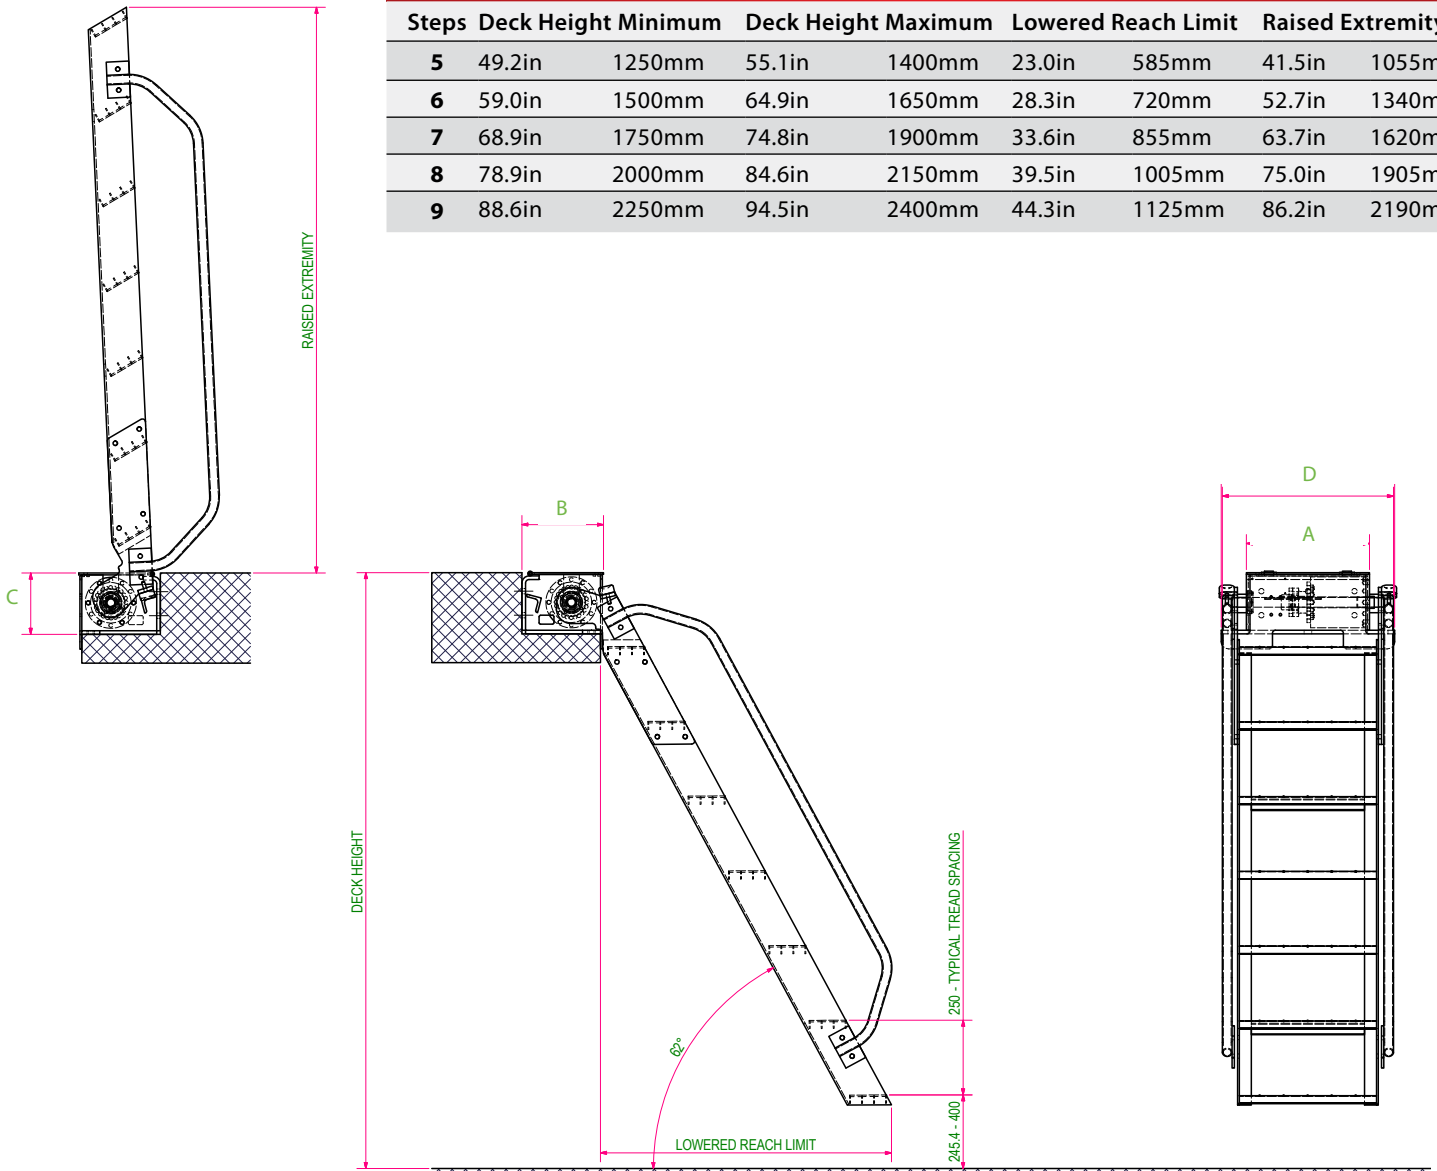 Steps Deck Height Minimum Deck Height Maximum Lowered Reach Limit Raised Extremity
5 49.2in 1250mm 55.1in 1400mm 23.0in 585mm 41.5in 1055m
6 59.0in 1500mm 64.9in 1650mm 28.3in 720mm 52.7in 1340m
7 68.9in 1750mm 74.8in 1900mm 33.6in 855mm 63.7in 1620m
8 78.9in 2000mm 84.6in 2150mm 39.5in 1005mm 75.0in 1905m
9 88.6in 2250mm 94.5in 2400mm 44.3in 1125mm 86.2in 2190m
RAISED EXTREMITY
C
B
D
A
DECK HEIGHT
62°
LOWERED REACH LIMIT
250 - TYPICAL TREAD SPACING
245.4 - 400